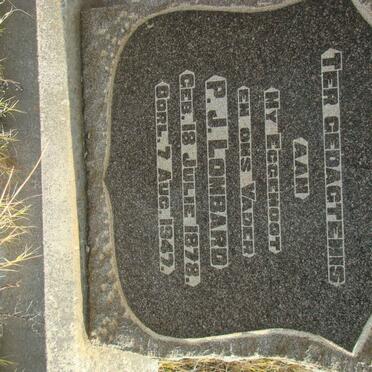 TER GEDAGTENIS
AAN
MY EGGENOOT
EN ONS VADER
P.J. LOMBARD
GEB. 18 JULIE 1878.
OORL. 7 AUG. 1947.